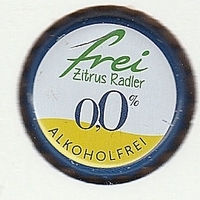 frei
Zitrus Radler
0,0%
ALKOHOLFREI